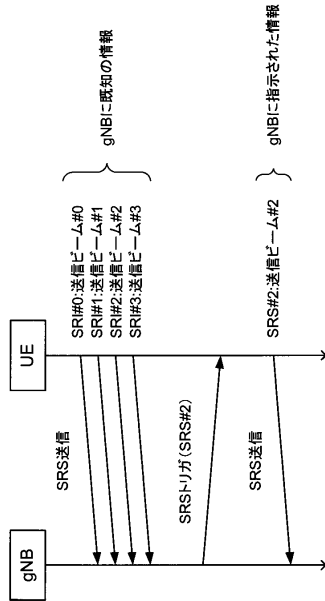 gNB
UE
SRS送信
SRI#0:送信ビーム#0
SRI#1:送信ビーム#1
SRI#2:送信ビーム#2
SRI#3:送信ビーム#3
gNBに既知の情報
SRSトリガ(SRS#2)
SRS送信
SRS#2:送信ビーム#2
gNBに指示された情報